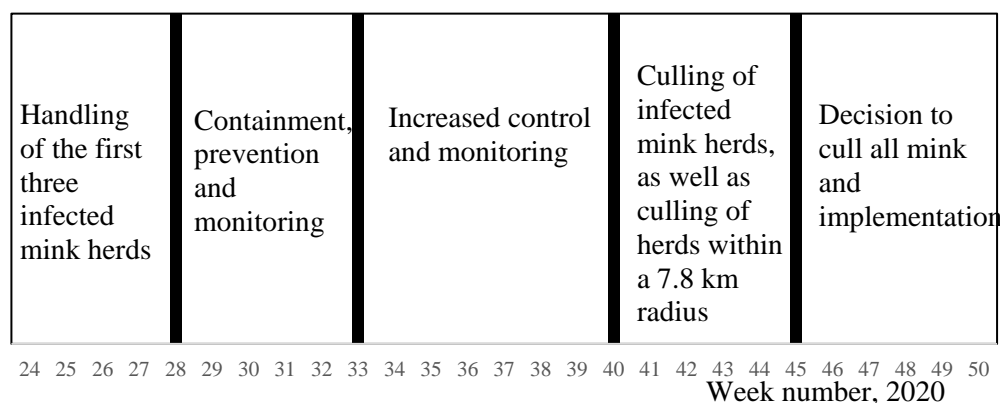 Handling
of the first
three
infected
mink herds
Containment,
prevention
and
monitoring
Increased control
and monitoring
Culling of
infected
mink herds,
as well as
culling of
herds within
a 7.8 km
radius
Decision to
cull all mink
and
implementation
24 25 26 27 28 29 30 31 32 33 34 35 36 37 38 39 40 41 42 43 44 45 46 47 48 49 50
Week number, 2020